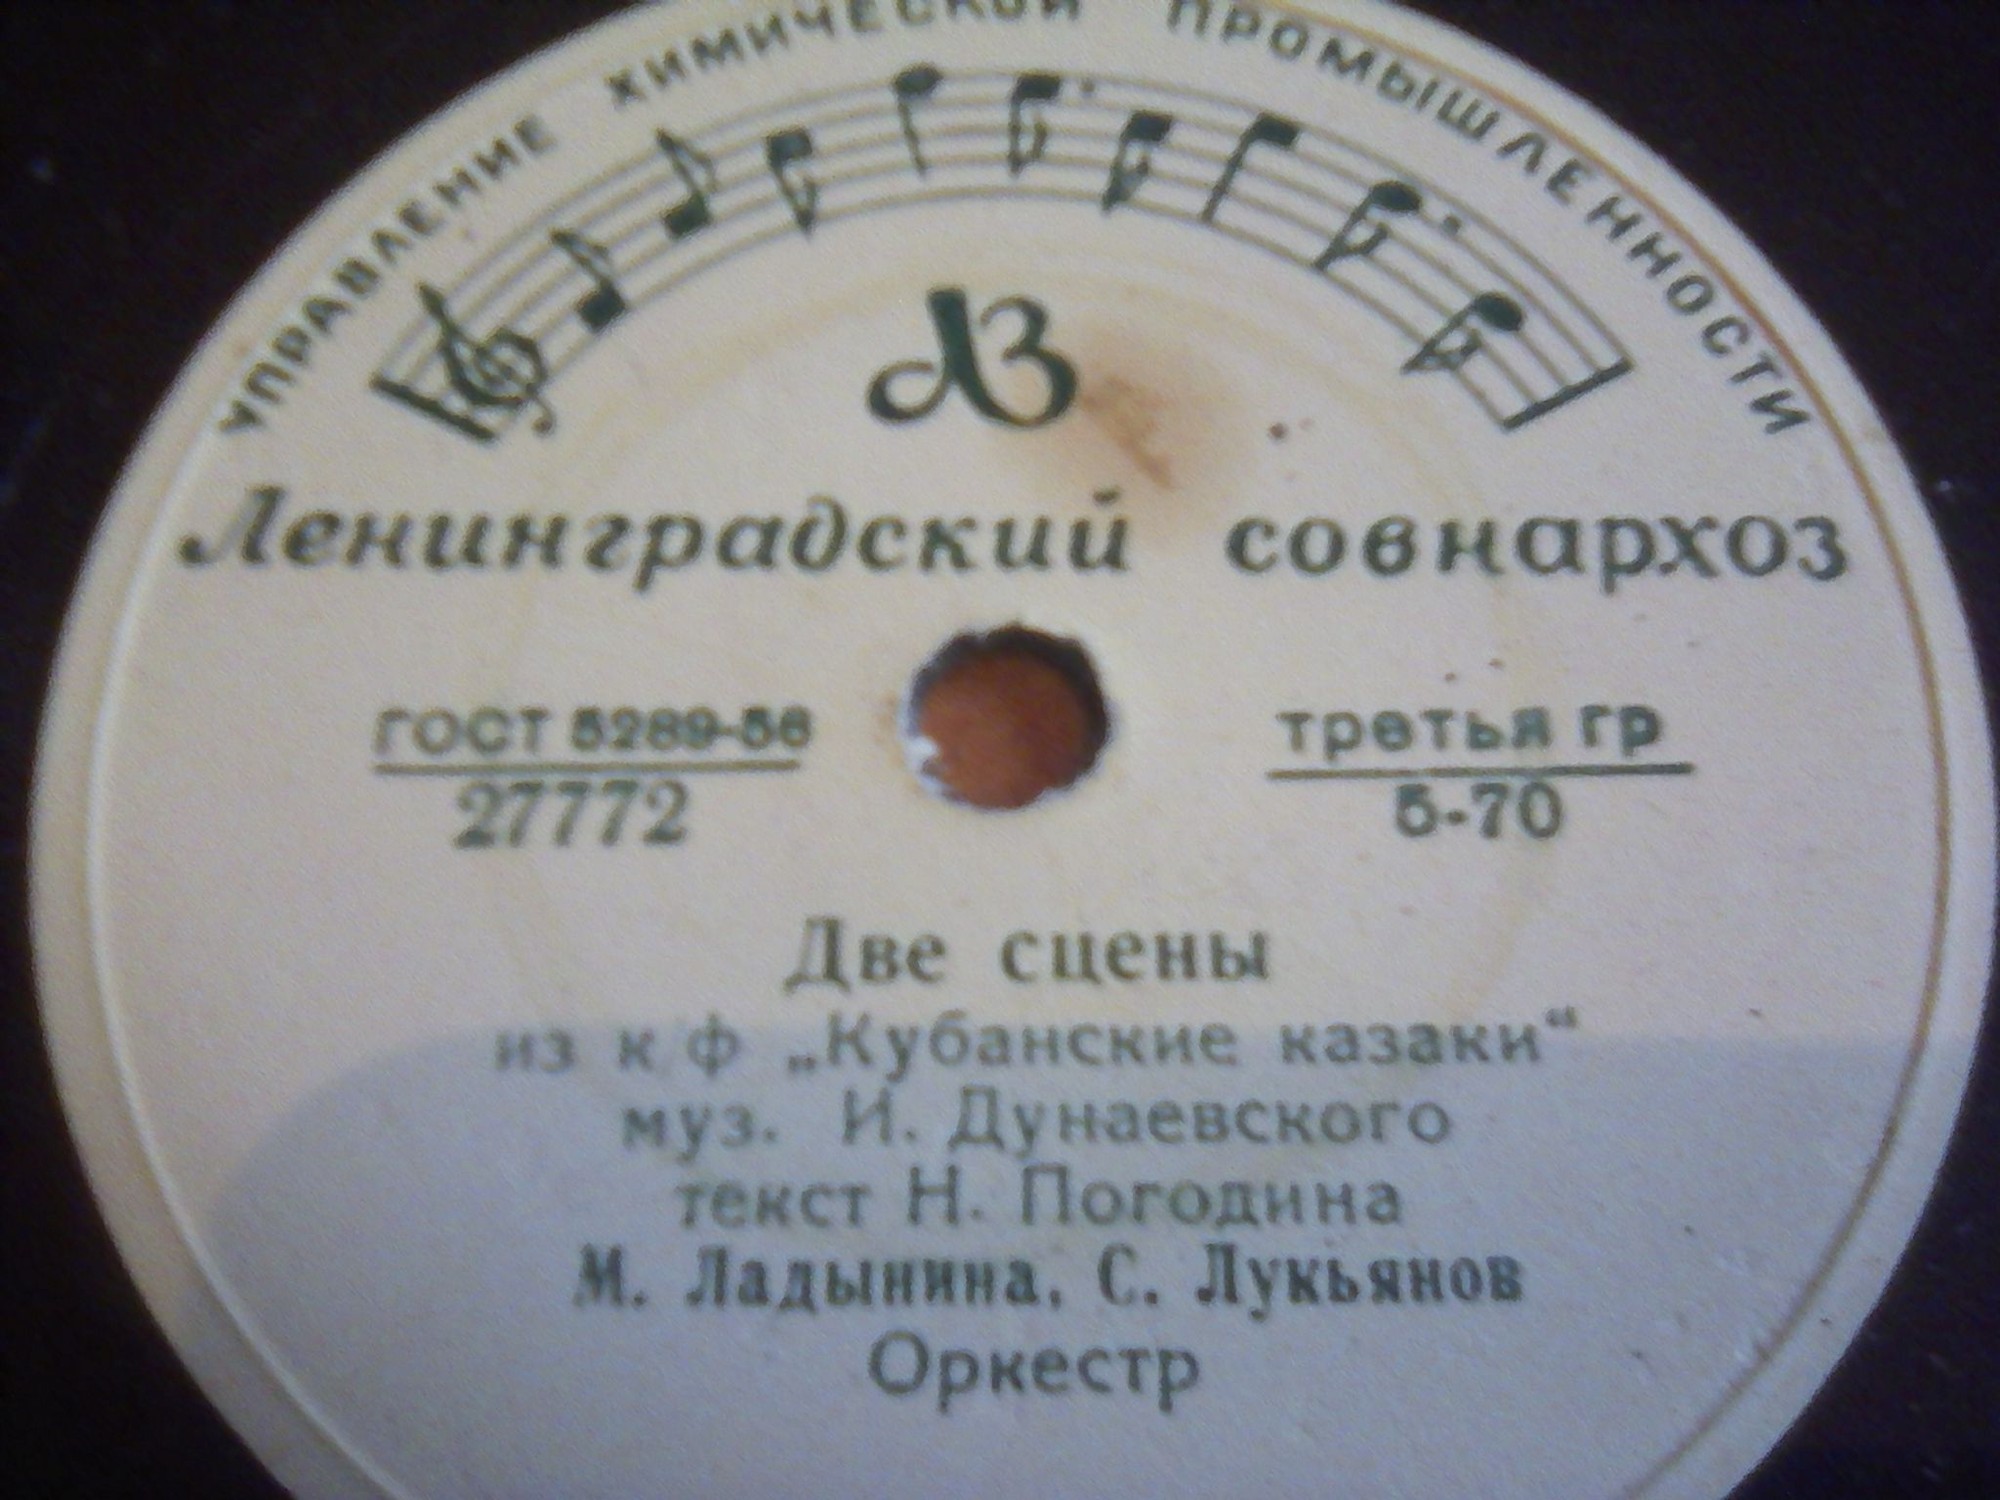 УПРАВЛЕНИЕ ХИМИЧЕСКОЙ ПРОМЫШЛЕННОСТИ
ЛЗ
Ленинградский совнархоз
ГОСТ 5289-56
27772
третья гр
5-70
Две сцены
из к/ф „Кубанские казаки“
муз. И. Дунаевского
текст Н. Погодина
М. Ладынина, С. Лукьянов
Оркестр